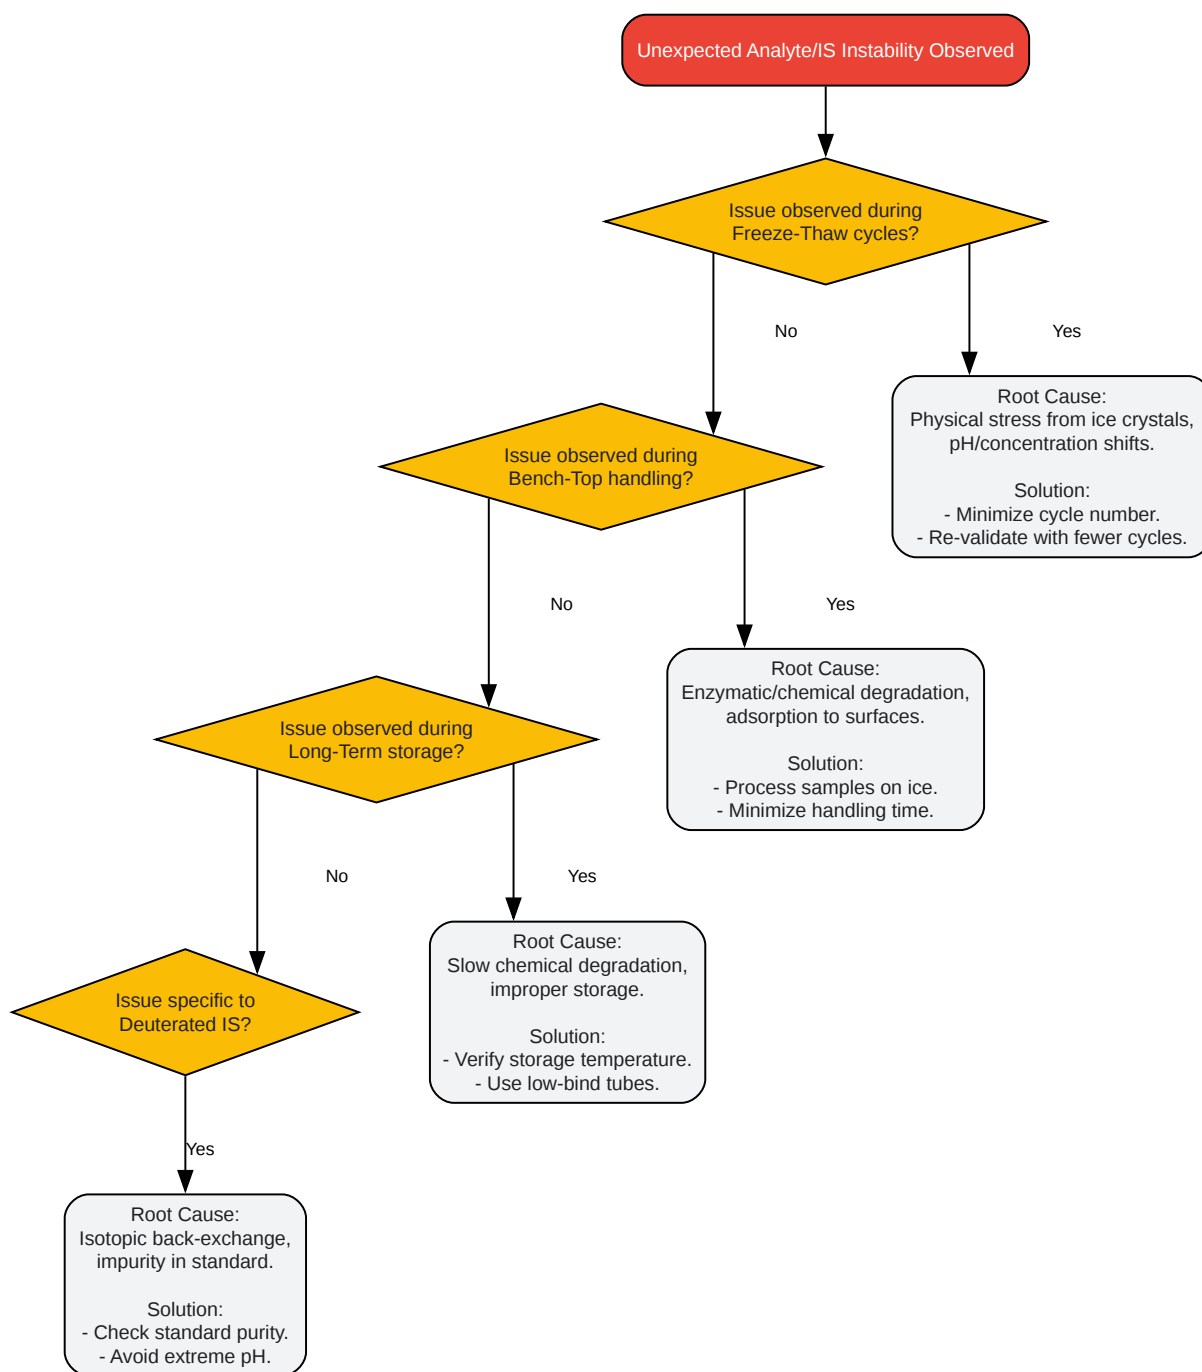 Unexpected Analyte/IS Instability Observed
Issue observed during
Freeze-Thaw cycles?
No
Yes
Root Cause:
Physical stress from ice crystals,
pH/concentration shifts.
Solution:
- Minimize cycle number.
- Re-validate with fewer cycles.
Issue observed during
Bench-Top handling?
No
Yes
Root Cause:
Enzymatic/chemical degradation,
adsorption to surfaces.
Solution:
- Process samples on ice.
- Minimize handling time.
Issue observed during
Long-Term storage?
No
Yes
Root Cause:
Slow chemical degradation,
improper storage.
Solution:
- Verify storage temperature.
- Use low-bind tubes.
Issue specific to
Deuterated IS?
Yes
Root Cause:
Isotopic back-exchange,
impurity in standard.
Solution:
- Check standard purity.
- Avoid extreme pH.